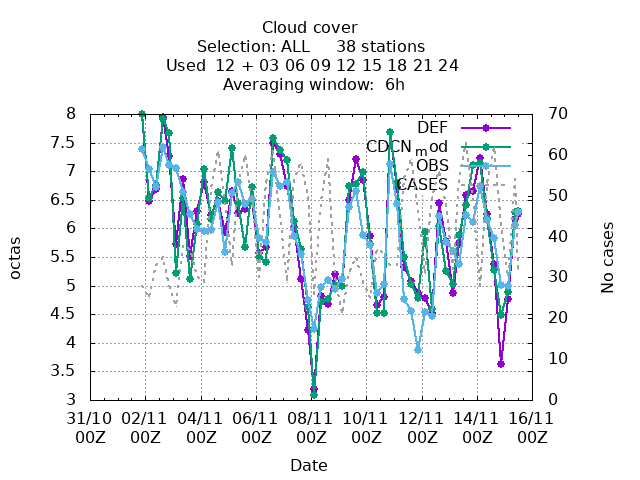 Cloud cover
Selection: ALL 38 stations
Used 12 + 03 06 09 12 15 18 21 24
Averaging window: 6h
8
7.5
7
6.5
6
5.5
5
4.5
4
3.5
3
octas
DEF
CDCN mod
OBS
CASES
70
60
50
40
30
20
10
0
No cases
31/10 02/11 04/11 06/11 08/11 10/11 12/11 14/11 16/11
00Z 00Z 00Z 00Z 00Z 00Z 00Z 00Z 00Z
Date